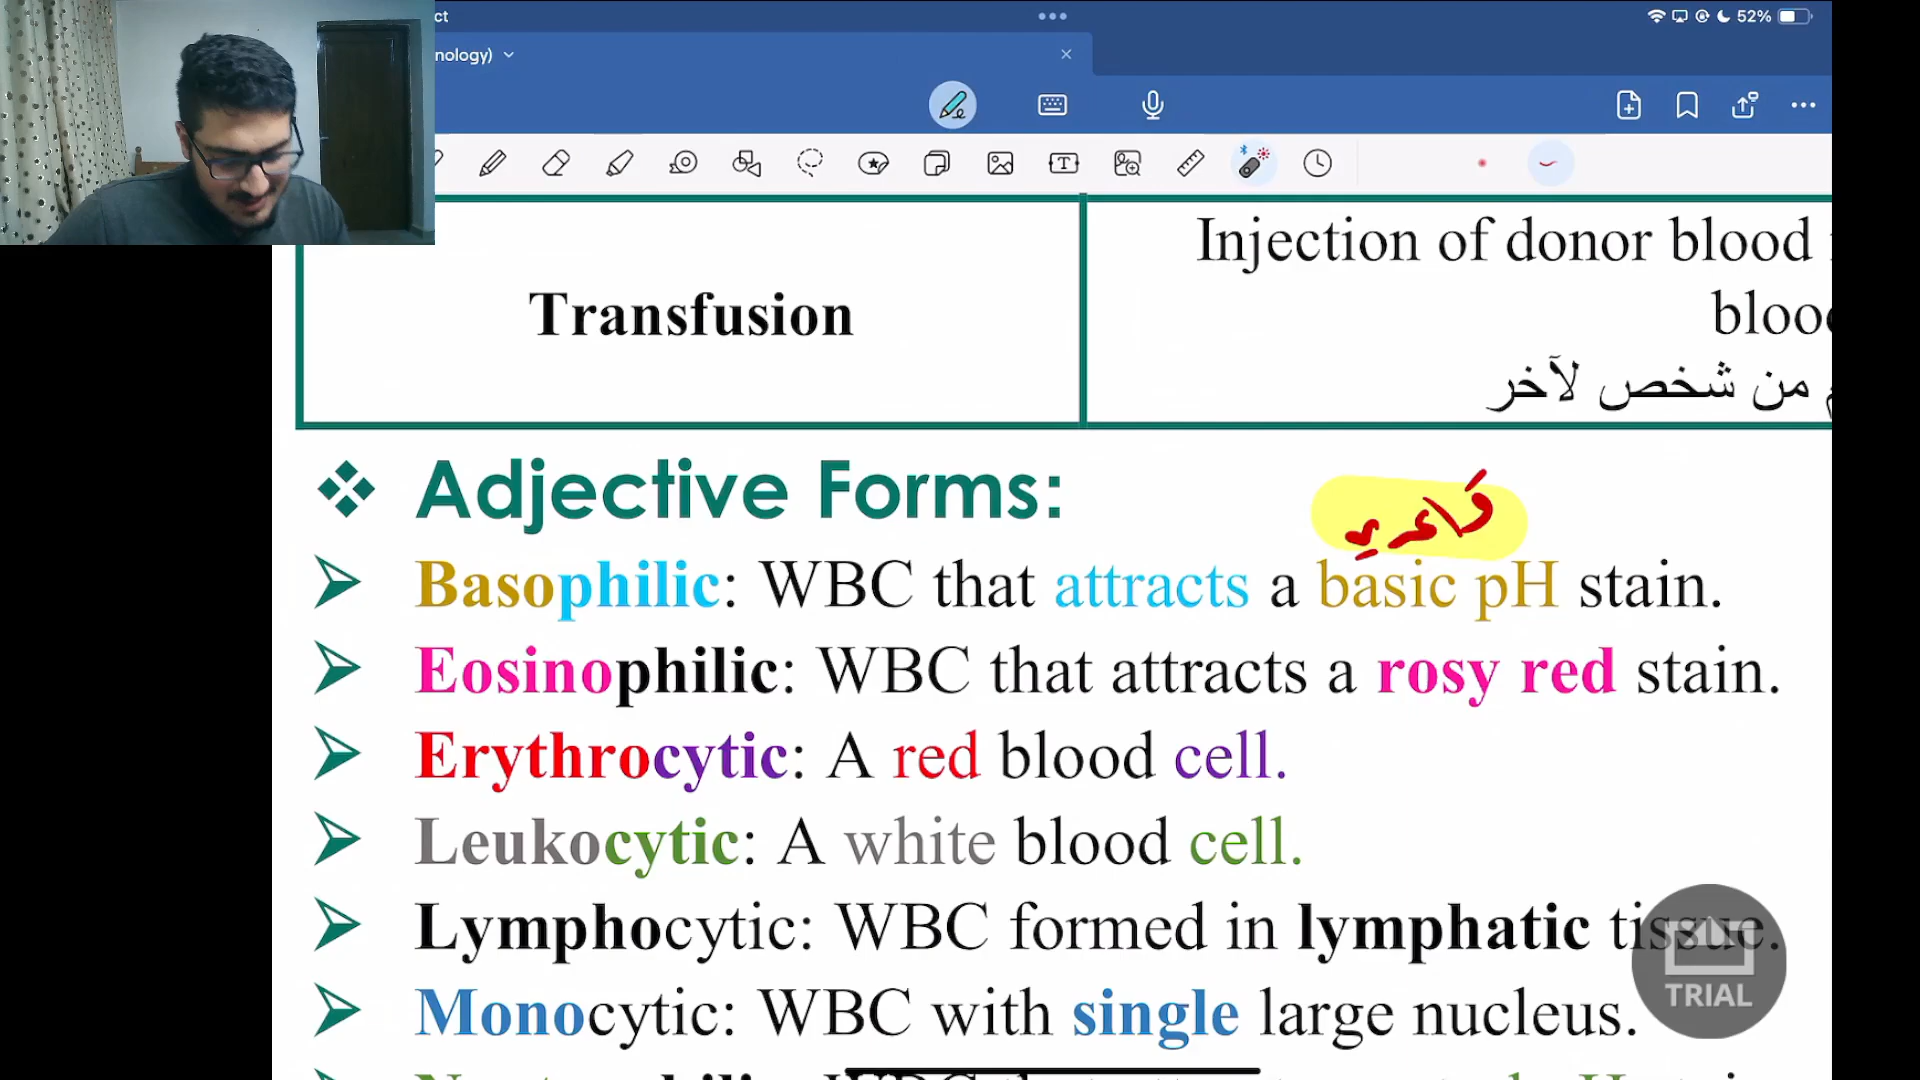 ct
52%
nology)
T
Transfusion
Injection of donor blood
blood
من شخص لآخر
Adjective Forms:
قاعدي
Basophilic: WBC that attracts a basic pH stain.
Eosinophilic: WBC that attracts a rosy red stain.
Erythrocytic: A red blood cell.
Leukocytic: A white blood cell.
Lymphocytic: WBC formed in lymphatic tissue.
Monocytic: WBC with single large nucleus.
TRIAL